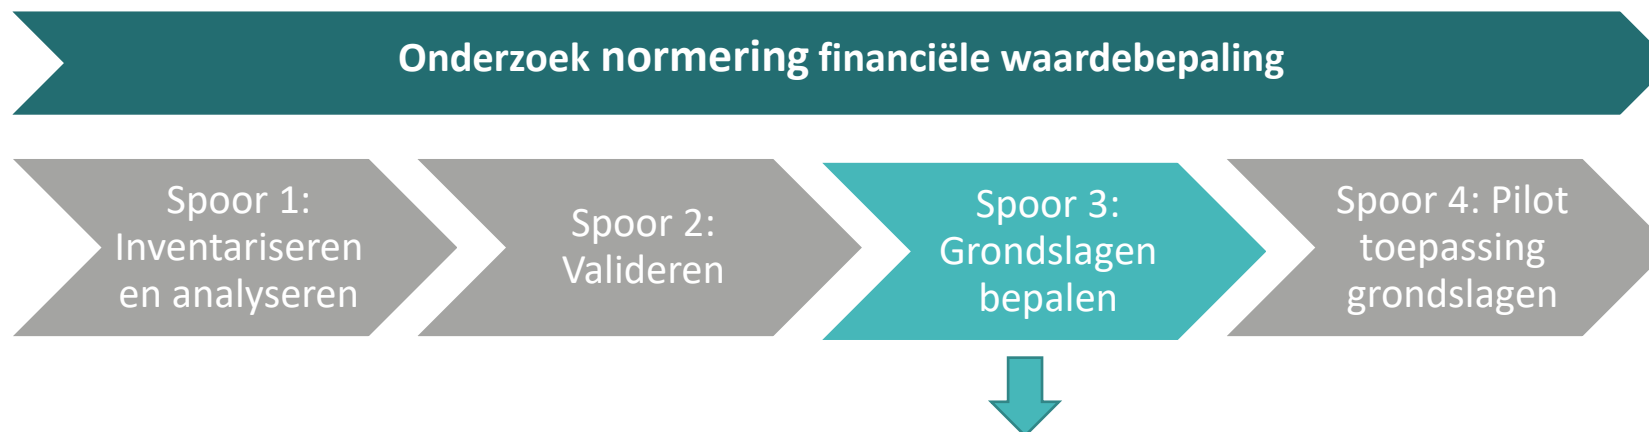 Onderzoek normering financiële waardebepaling
Spoor 1:
Inventariseren
en analyseren
Spoor 2:
Valideren
Spoor 3:
Grondslagen
bepalen
Spoor 4: Pilot
toepassing
grondslagen